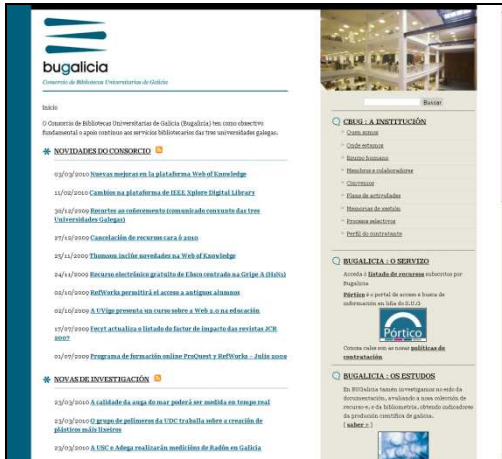 bugalicia
Consorcio de Bibliotecas Universitarias de Galicia
Inicio
O Consorcio de Bibliotecas Universitarias de Galicia (Bugalicia) ten como obxectivo
fundamental o apoio continuo aos servicios bibliotecarios das tres universidades galegas.
NOVIDADES DO CONSORCIO
03/03/2010 Nuevas mejoras en la plataforma Web of Knowledge
11/02/2010 Cambios na plataforma de IEEE Xplore Digital Library
30/12/2009 Recortes ao coñecemento (comunicado conxunto das tres
Universidades Galegas)
27/12/2009 Cancelación de recursos cara ó 2010
25/11/2009 Thomson inclúe novedades na Web of Knowledge
24/11/2009 Recurso electrónico gratuito de Ebsco centrado na Gripe A (H1N1)
02/10/2009 RefWorks permitirá el acceso a antiguos alumnos
02/10/2009 A UVigo presenta un curso sobre a Web 2.0 na educación
17/07/2009 Fecyt actualiza o listado de factor de impacto das revistas JCR
2007
01/07/2009 Programa de formación online ProQuest y RefWorks – Julio 2009
NOVAS DE INVESTIGACIÓN
23/03/2010 A calidade da auga do mar poderá ser medida en tempo real
23/03/2010 O grupo de polímeros da UDC traballa sobre a creación de
plásticos máis lixeiros
23/03/2010 A USC e Adega realizarán medicións de Radón en Galicia
Buscar
CBUG : A INSTITUCIÓN
Quen somos
Onde estamos
Equipo humano
Membros e colaboradores
Convenios
Plans de actividades
Memorias de xestión
Procesos selectivos
Perfil do contratante
BUGALICIA : O SERVIZO
Acceda ó listado de recursos subscritos por
Bugalicia
Pórtico é o portal de acceso e busca de
información en liña do
Pórtico
Coñeza cales son as novas políticas de
contratación
BUGALICIA : OS ESTUDOS
En BUGalicia tamén investigamos no eido da
documentación, avaliando a nosa colección de
recursos, e da bibliometría, obtendo indicadores
da produción científica de galicia.
[ saber + ]